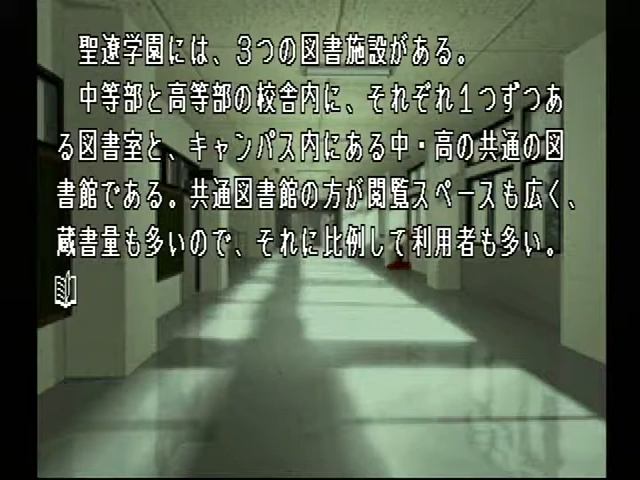 聖遼学園には、３つの図書施設がある。
中等部と高等部の校舎内に、それぞれ１つずつあ
る図書室と、キャンパス内にある中・高の共通の図
書館である。共通図書館の方が閲覧スペースも広く、
蔵書量も多いので、それに比例して利用者も多い。